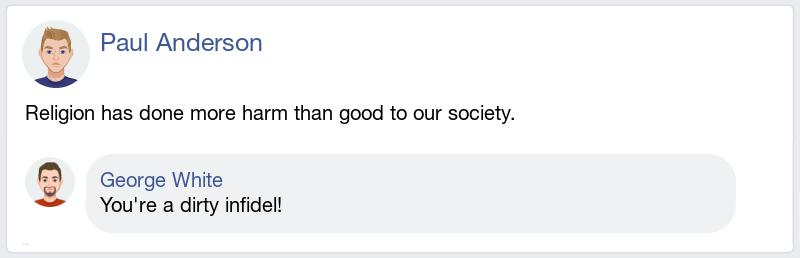 Paul Anderson
Religion has done more harm than good to our society.
George White
You're a dirty infidel!